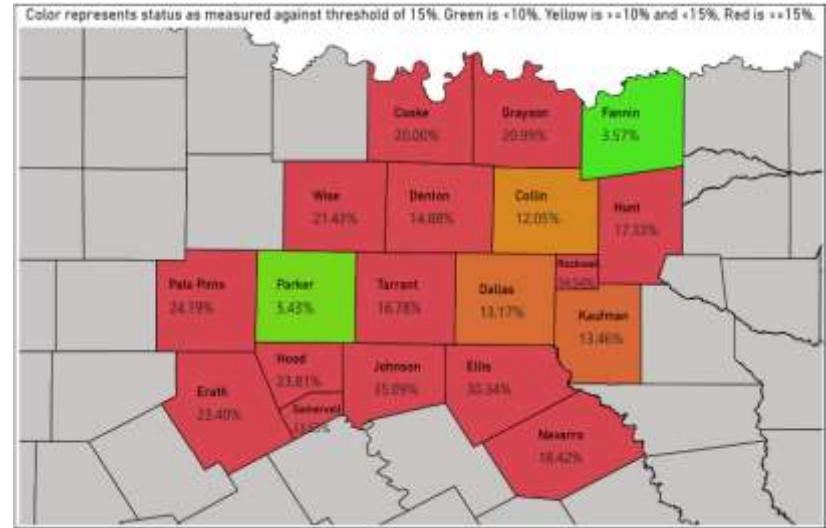 Color represents status as measured against threshold of 15%. Green is <10%. Yellow is >=10% and <15%. Red is >=15%.
Cooke
20.00%
Grayson
20.99%
Fannin
3.57%
Wise
21.43%
Denton
14.88%
Collin
12.05%
Hunt
17.33%
Palo Pinto
24.19%
Parker
5.43%
Tarrant
16.78%
Dallas
13.17%
Rockwall
Kaufman
13.46%
Erath
23.40%
Hood
23.81%
Somervell
Johnson
Ellis
30.34%
Navarro
18.42%